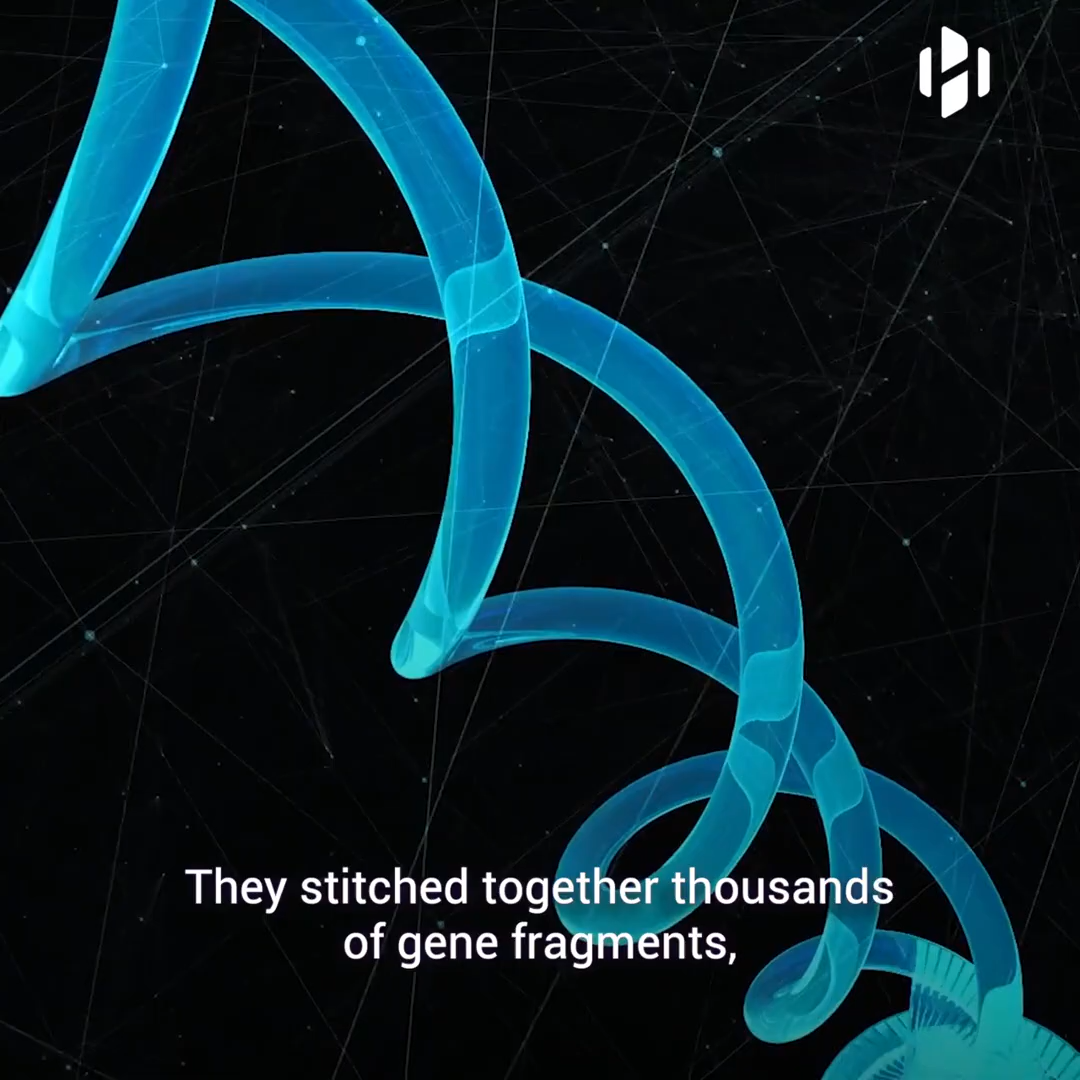 They stitched together thousands
of gene fragments,